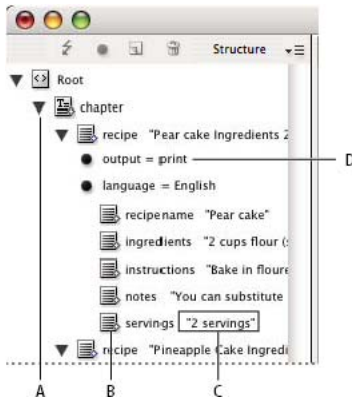 Structure
Root
chapter
recipe "Pear cake Ingredients 2
output = print
D
language = English
recipename "Pear cake"
ingredients "2 cups flour (
instructions "Bake in floure
notes "You can substitute
servings "2 servings"
recipe "Pineapple Cake Ingredi
A B C